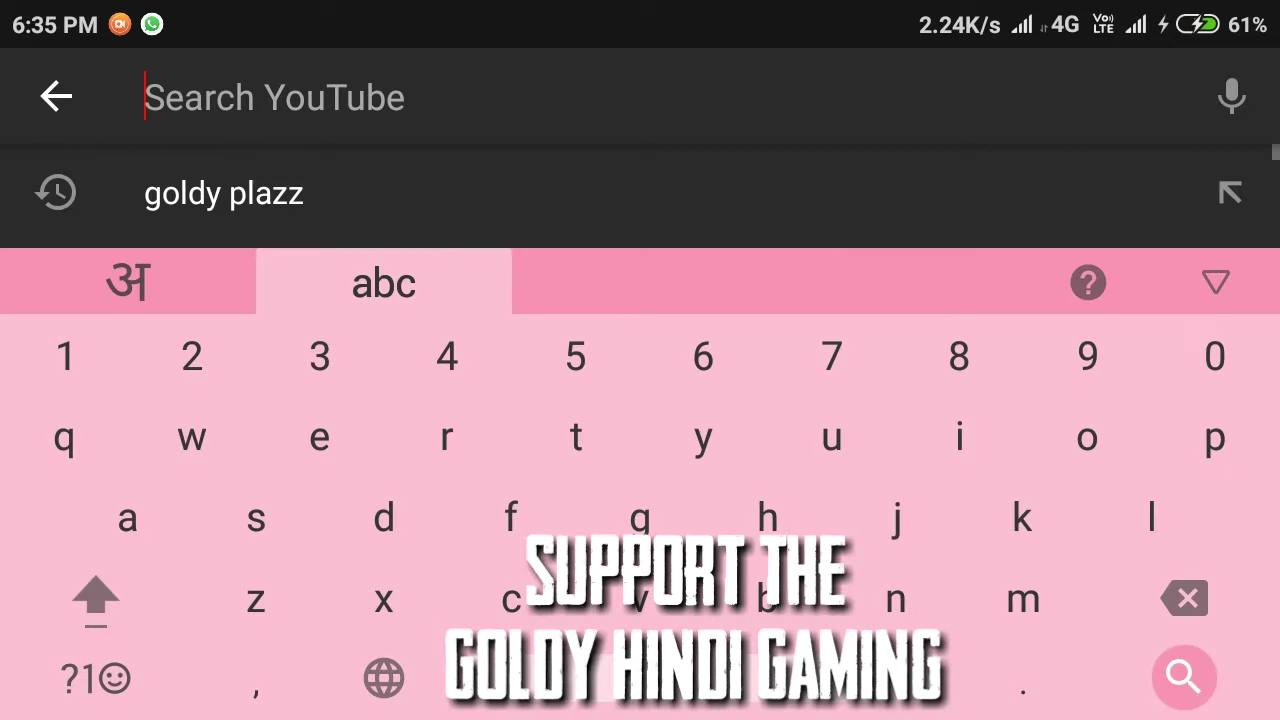 6:35 PM 2.24K/s 4G VoLTE 61%
Search YouTube
goldy plazz
अ abc ?
1 2 3 4 5 6 7 8 9 0
q w e r t y u i o p
a s d f g h j k l
SUPPORT THE
z x c v b n m
GOLDY HINDI GAMING
?1☺ , .